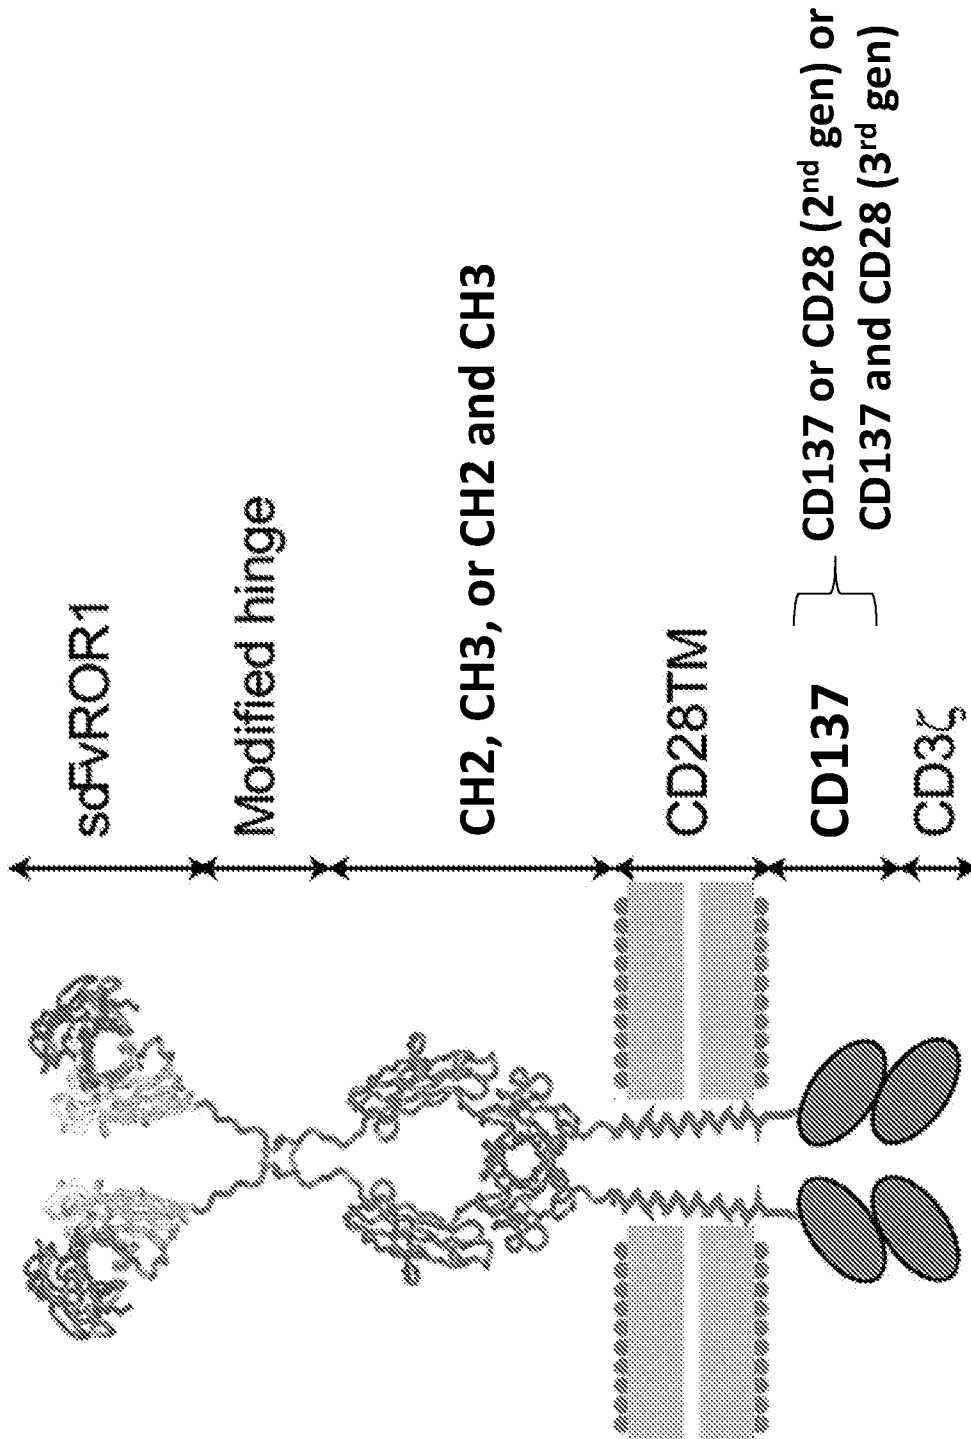 scFvROR1
Modified hinge
CH2, CH3, or CH2 and CH3
CD28TM
CD137
CD137 or CD28 (2nd gen) or
CD137 and CD28 (3rd gen)
CD3ζ